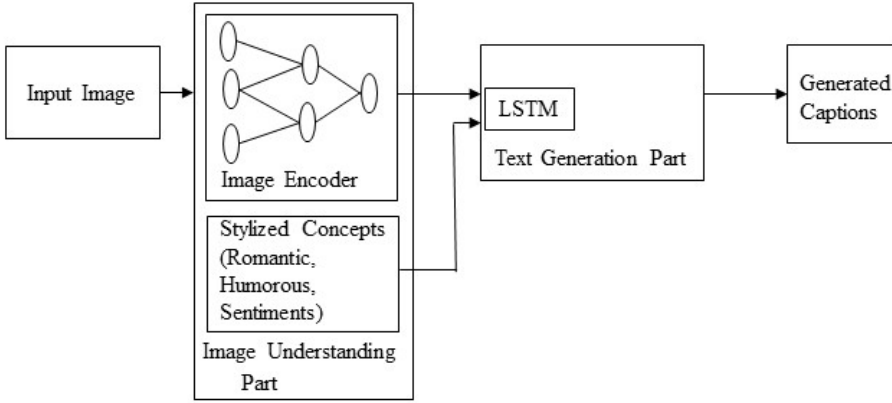 Input Image
Image Encoder
Stylized Concepts
(Romantic,
Humorous,
Sentiments)
Image Understanding
Part
LSTM
Text Generation Part
Generated
Captions